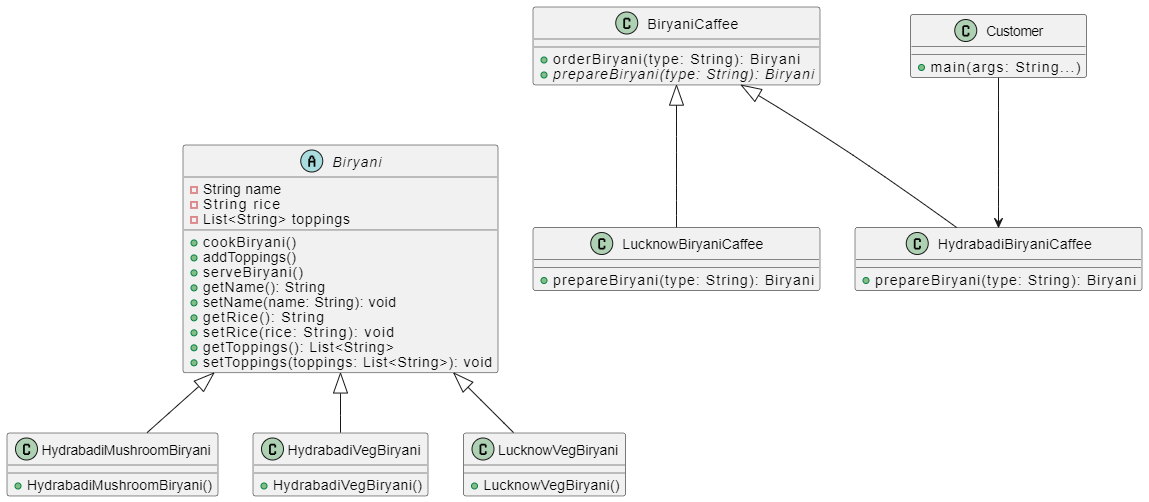 C BiryaniCaffee
orderBiryani(type: String): Biryani
prepareBiryani(type: String): Biryani
C Customer
main(args: String...)
A Biryani
String name
String rice
List<String> toppings
cookBiryani()
addToppings()
serveBiryani()
getName(): String
setName(name: String): void
getRice(): String
setRice(rice: String): void
getToppings(): List<String>
setToppings(toppings: List<String>): void
C LucknowBiryaniCaffee
prepareBiryani(type: String): Biryani
C HydrabadiBiryaniCaffee
prepareBiryani(type: String): Biryani
C HydrabadiMushroomBiryani
HydrabadiMushroomBiryani()
C HydrabadiVegBiryani
HydrabadiVegBiryani()
C LucknowVegBiryani
LucknowVegBiryani()